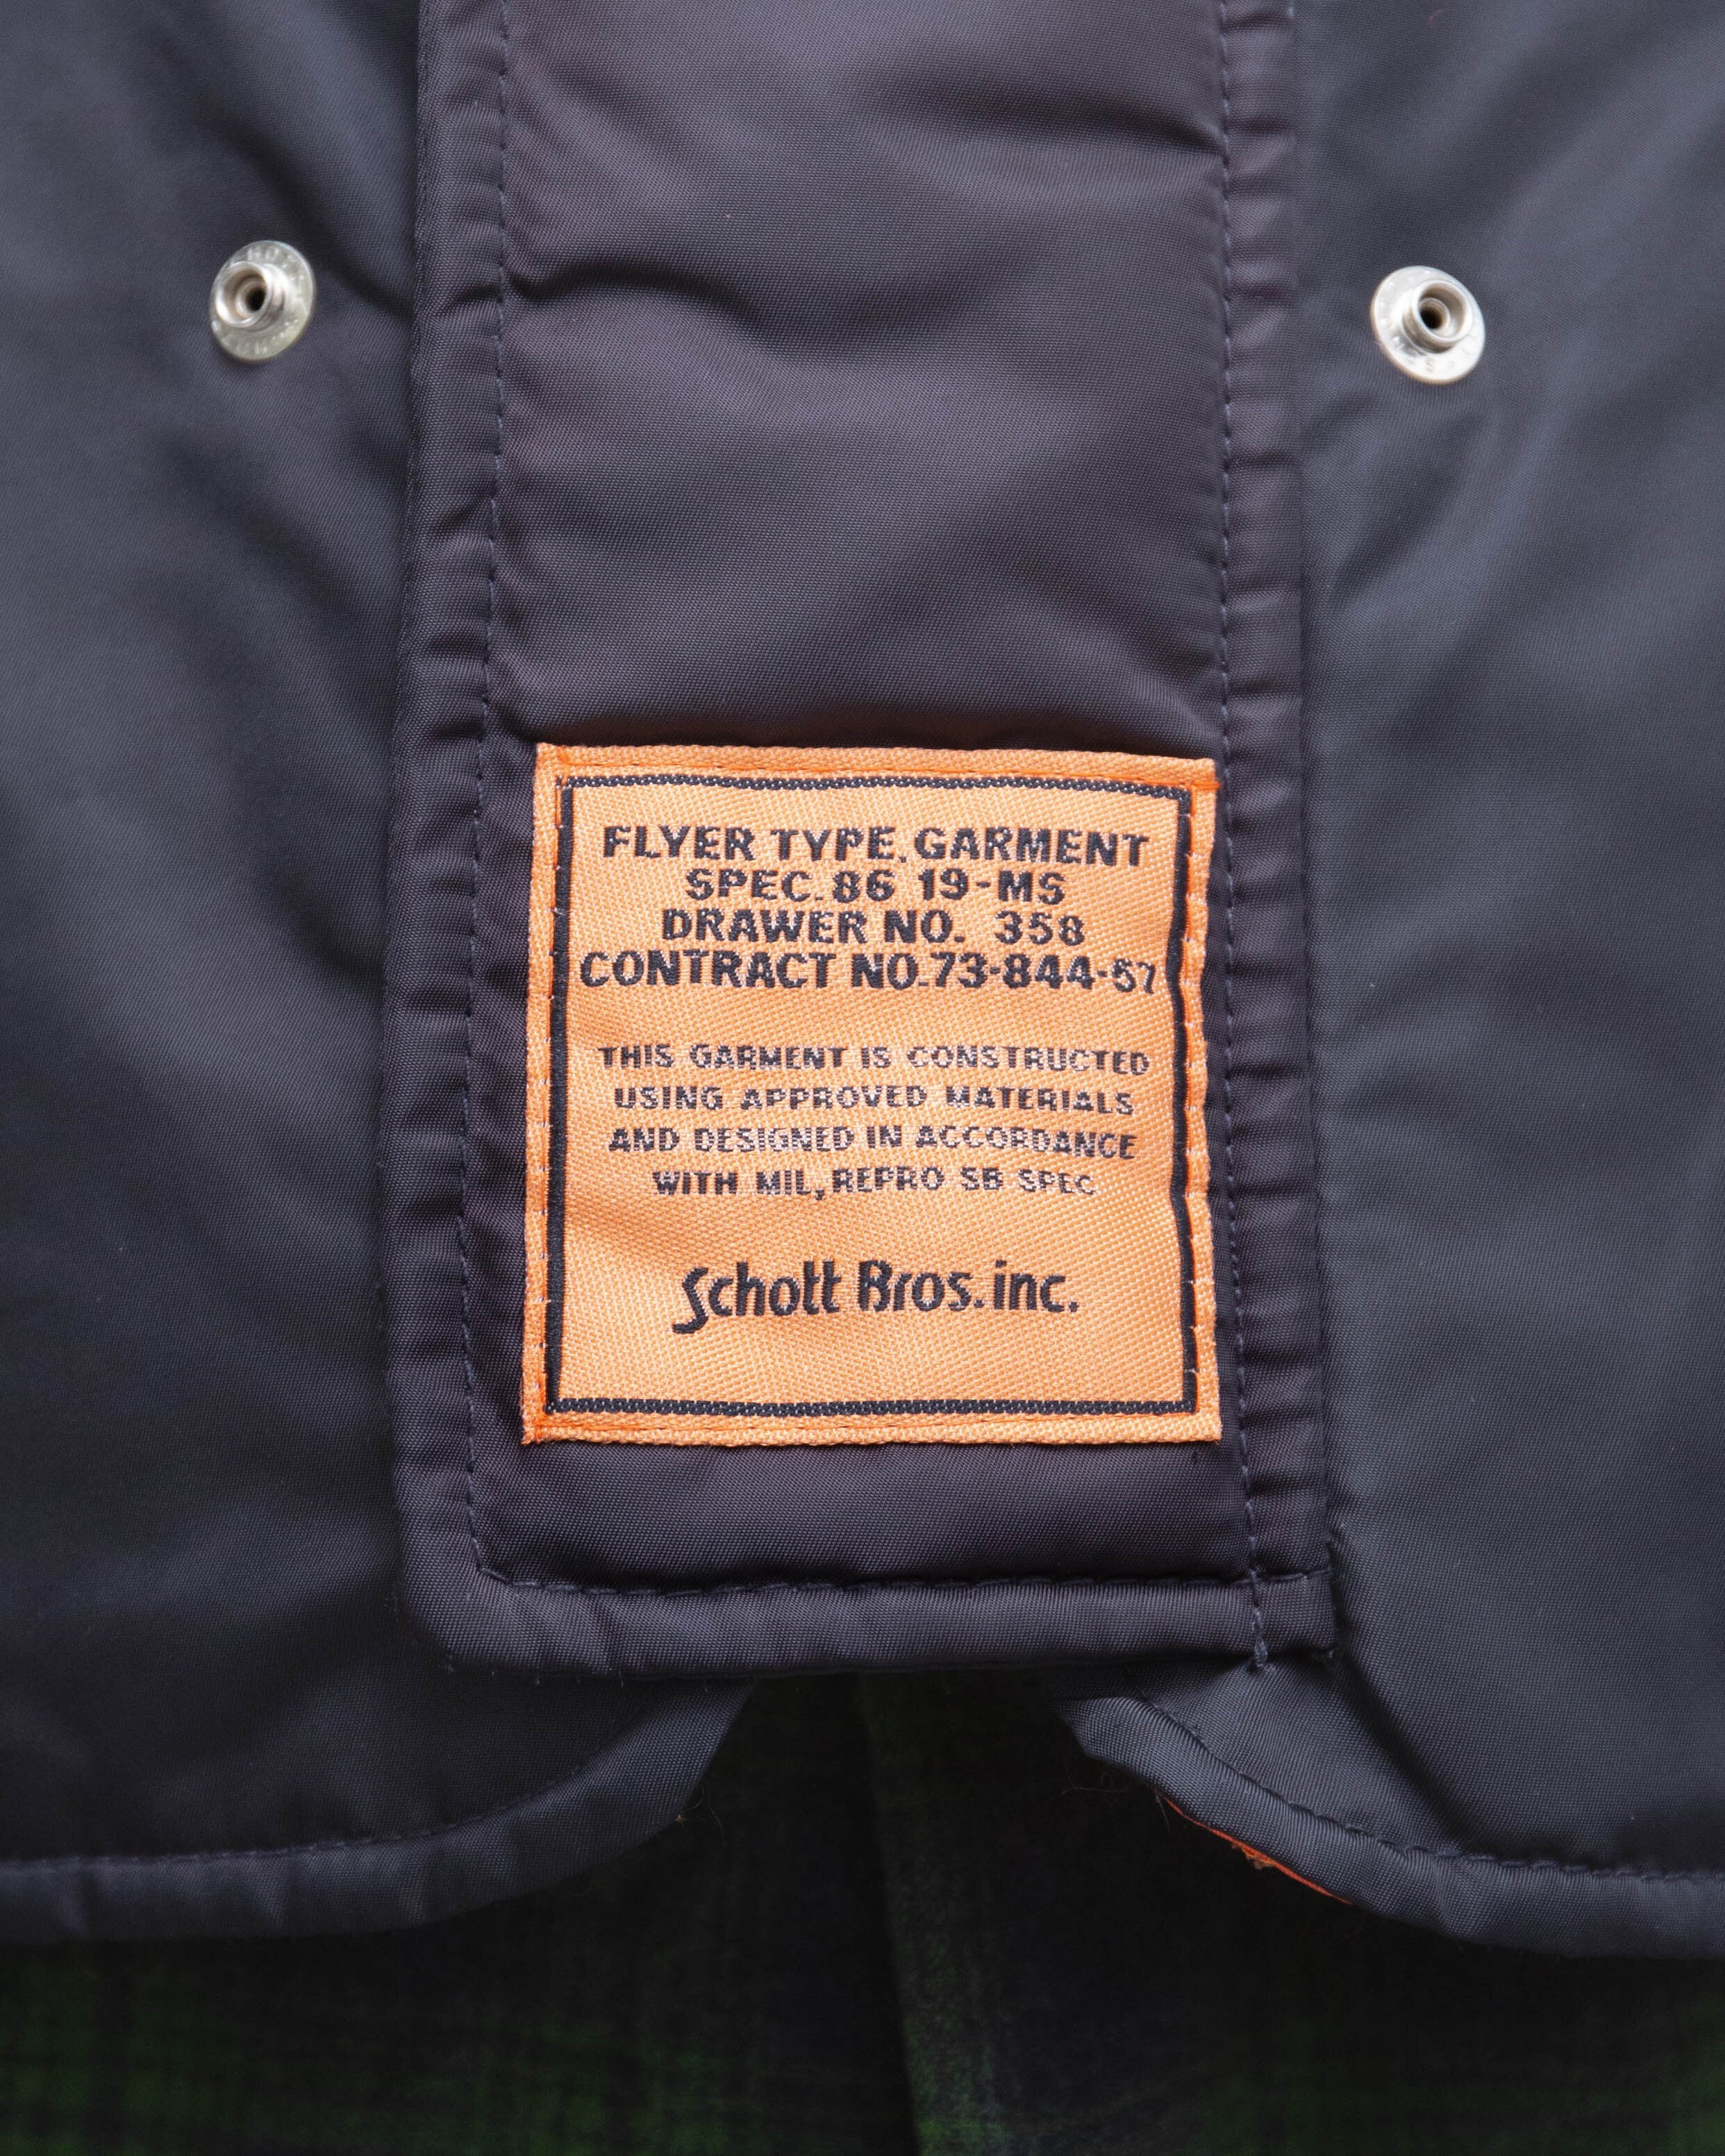 FLYER TYPE. GARMENT
SPEC. 86 19-MS
DRAWER NO. 358
CONTRACT NO.73-844-57
THIS GARMENT IS CONSTRUCTED
USING APPROVED MATERIALS
AND DESIGNED IN ACCORDANCE
WITH MIL, REPRO SB SPEC
Schott Bros. inc.